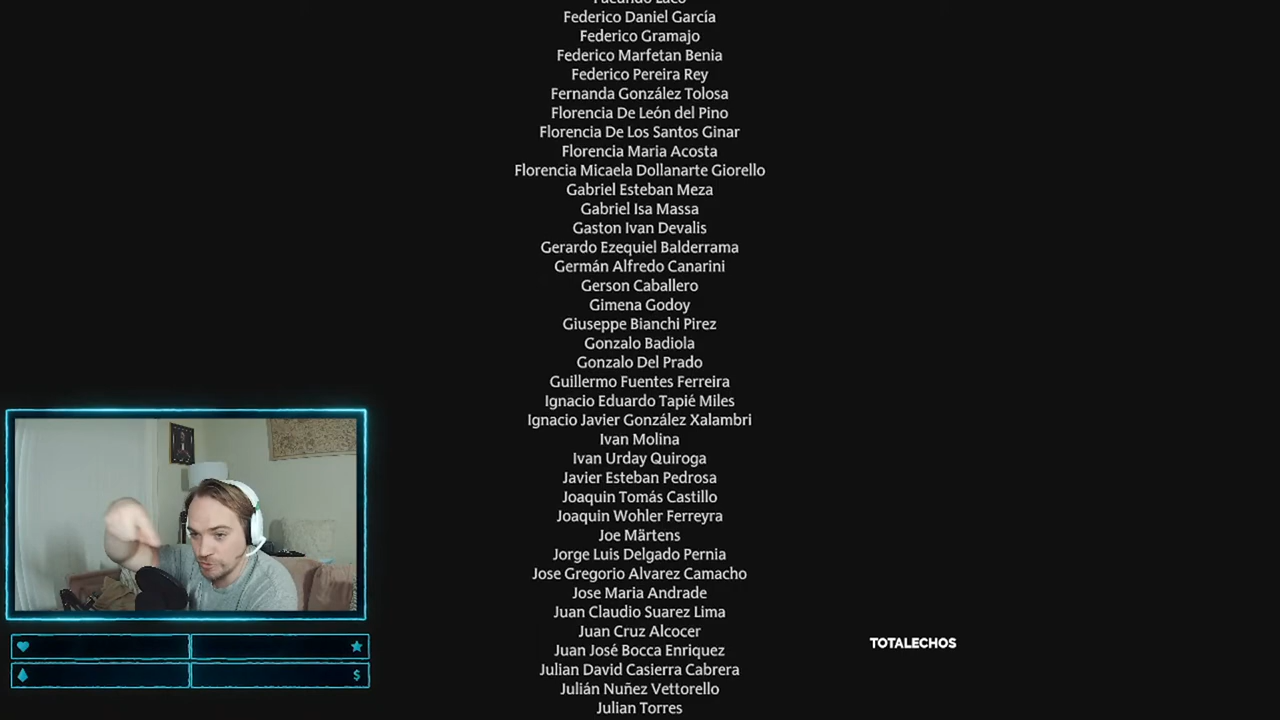 Facundo Laco
Federico Daniel García
Federico Gramajo
Federico Marfetan Benia
Federico Pereira Rey
Fernanda González Tolosa
Florencia De León del Pino
Florencia De Los Santos Ginar
Florencia Maria Acosta
Florencia Micaela Dollanarte Giorello
Gabriel Esteban Meza
Gabriel Isa Massa
Gaston Ivan Devalis
Gerardo Ezequiel Balderrama
Germán Alfredo Canarini
Gerson Caballero
Gimena Godoy
Giuseppe Bianchi Pirez
Gonzalo Badiola
Gonzalo Del Prado
Guillermo Fuentes Ferreira
Ignacio Eduardo Tapié Miles
Ignacio Javier González Xalambri
Ivan Molina
Ivan Urday Quiroga
Javier Esteban Pedrosa
Joaquin Tomás Castillo
Joaquin Wohler Ferreyra
Joe Märtens
Jorge Luis Delgado Pernia
Jose Gregorio Alvarez Camacho
Jose Maria Andrade
Juan Claudio Suarez Lima
Juan Cruz Alcocer
Juan José Bocca Enriquez
Julian David Casierra Cabrera
Julián Nuñez Vettorello
Julian Torres
TOTALECHOS
$